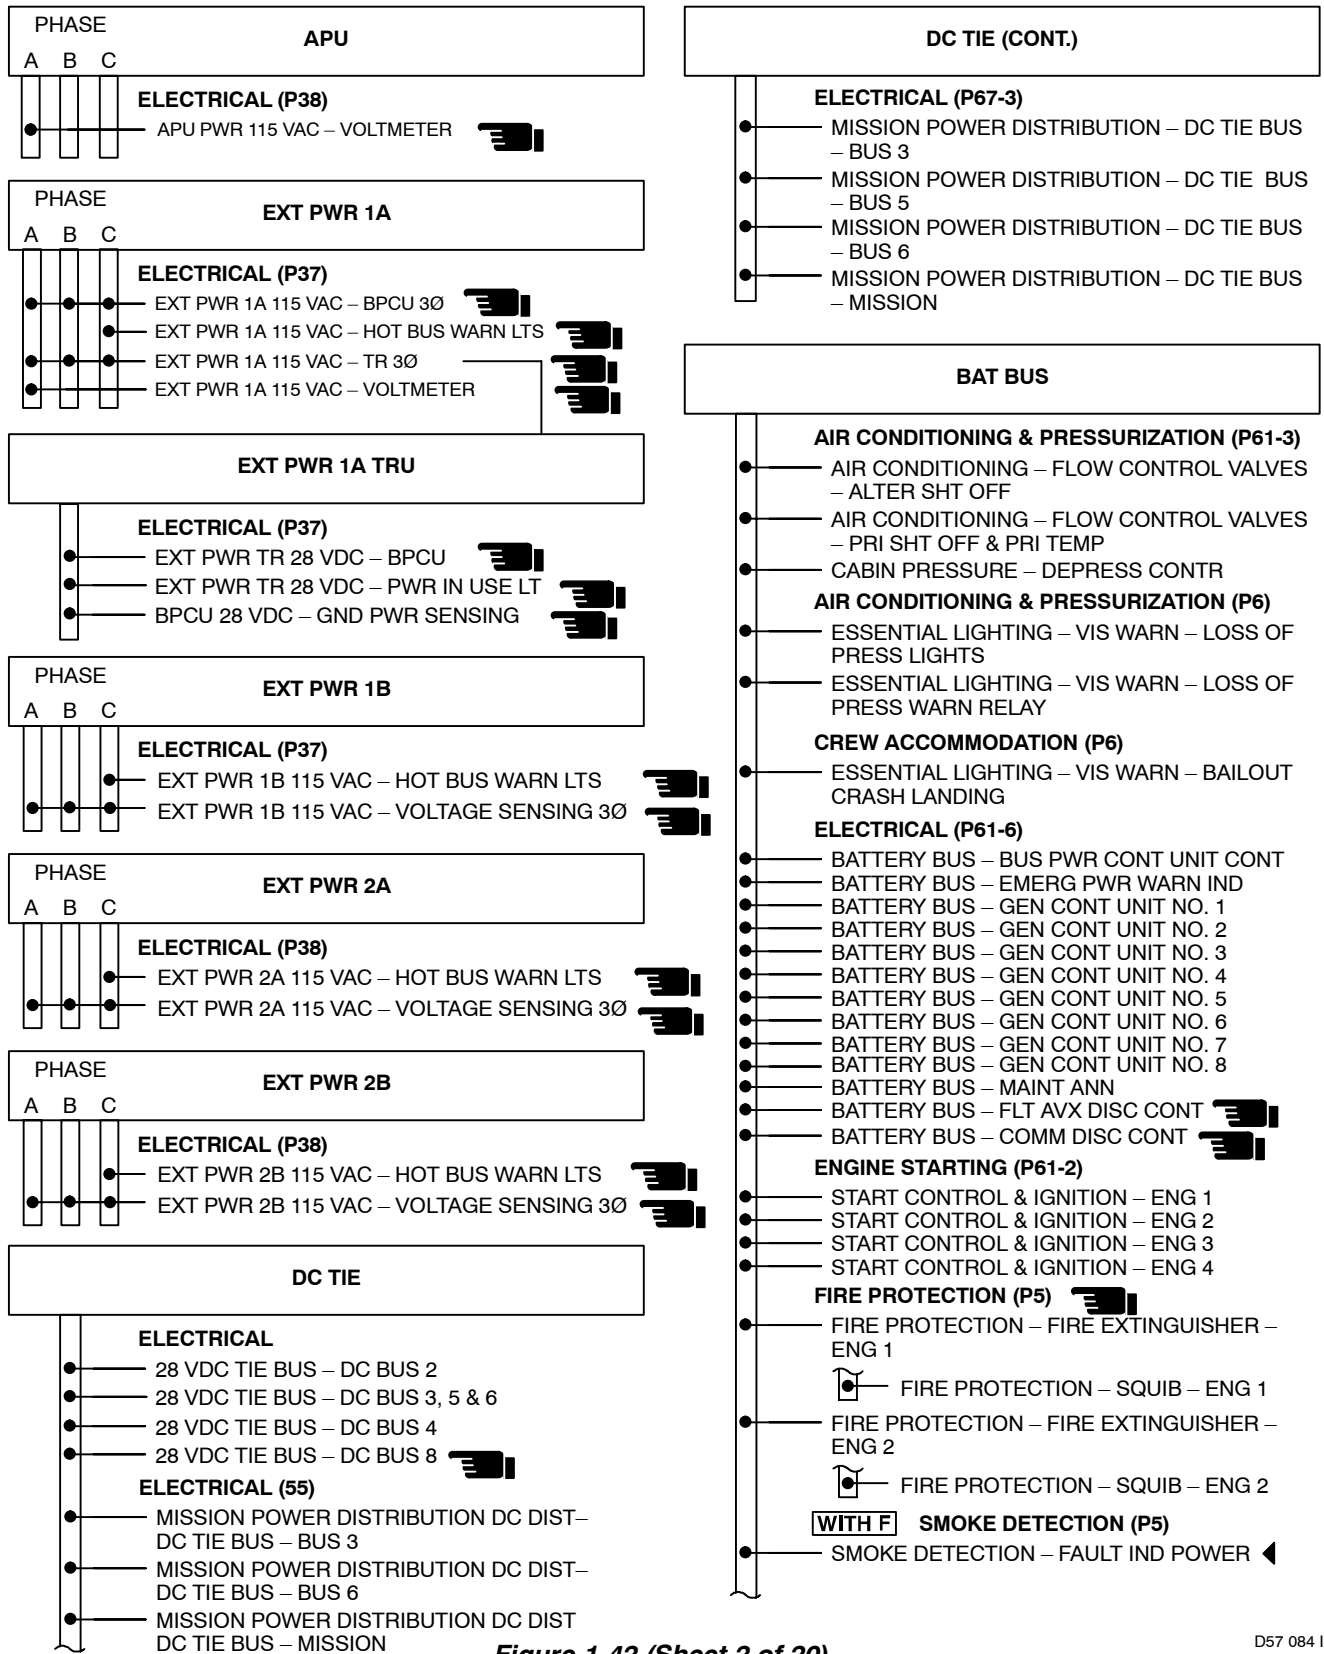 PHASE
APU
A B C
ELECTRICAL (P38)
APU PWR 115 VAC – VOLTMETER
PHASE
EXT PWR 1A
A B C
ELECTRICAL (P37)
EXT PWR 1A 115 VAC – BPCU 3Ø
EXT PWR 1A 115 VAC – HOT BUS WARN LTS
EXT PWR 1A 115 VAC – TR 3Ø
EXT PWR 1A 115 VAC – VOLTMETER
EXT PWR 1A TRU
ELECTRICAL (P37)
EXT PWR TR 28 VDC – BPCU
EXT PWR TR 28 VDC – PWR IN USE LT
BPCU 28 VDC – GND PWR SENSING
PHASE
EXT PWR 1B
A B C
ELECTRICAL (P37)
EXT PWR 1B 115 VAC – HOT BUS WARN LTS
EXT PWR 1B 115 VAC – VOLTAGE SENSING 3Ø
PHASE
EXT PWR 2A
A B C
ELECTRICAL (P38)
EXT PWR 2A 115 VAC – HOT BUS WARN LTS
EXT PWR 2A 115 VAC – VOLTAGE SENSING 3Ø
PHASE
EXT PWR 2B
A B C
ELECTRICAL (P38)
EXT PWR 2B 115 VAC – HOT BUS WARN LTS
EXT PWR 2B 115 VAC – VOLTAGE SENSING 3Ø
DC TIE
ELECTRICAL
28 VDC TIE BUS – DC BUS 2
28 VDC TIE BUS – DC BUS 3, 5 & 6
28 VDC TIE BUS – DC BUS 4
28 VDC TIE BUS – DC BUS 8
ELECTRICAL (55)
MISSION POWER DISTRIBUTION DC DIST–
DC TIE BUS – BUS 3
MISSION POWER DISTRIBUTION DC DIST–
DC TIE BUS – BUS 6
MISSION POWER DISTRIBUTION DC DIST
DC TIE BUS – MISSION
DC TIE (CONT.)
ELECTRICAL (P67-3)
MISSION POWER DISTRIBUTION – DC TIE BUS
– BUS 3
MISSION POWER DISTRIBUTION – DC TIE BUS
– BUS 5
MISSION POWER DISTRIBUTION – DC TIE BUS
– BUS 6
MISSION POWER DISTRIBUTION – DC TIE BUS
– MISSION
BAT BUS
AIR CONDITIONING & PRESSURIZATION (P61-3)
AIR CONDITIONING – FLOW CONTROL VALVES
– ALTER SHT OFF
AIR CONDITIONING – FLOW CONTROL VALVES
– PRI SHT OFF & PRI TEMP
CABIN PRESSURE – DEPRESS CONTR
AIR CONDITIONING & PRESSURIZATION (P6)
ESSENTIAL LIGHTING – VIS WARN – LOSS OF
PRESS LIGHTS
ESSENTIAL LIGHTING – VIS WARN – LOSS OF
PRESS WARN RELAY
CREW ACCOMMODATION (P6)
ESSENTIAL LIGHTING – VIS WARN – BAILOUT
CRASH LANDING
ELECTRICAL (P61-6)
BATTERY BUS – BUS PWR CONT UNIT CONT
BATTERY BUS – EMERG PWR WARN IND
BATTERY BUS – GEN CONT UNIT NO. 1
BATTERY BUS – GEN CONT UNIT NO. 2
BATTERY BUS – GEN CONT UNIT NO. 3
BATTERY BUS – GEN CONT UNIT NO. 4
BATTERY BUS – GEN CONT UNIT NO. 5
BATTERY BUS – GEN CONT UNIT NO. 6
BATTERY BUS – GEN CONT UNIT NO. 7
BATTERY BUS – GEN CONT UNIT NO. 8
BATTERY BUS – MAINT ANN
BATTERY BUS – FLT AVX DISC CONT
BATTERY BUS – COMM DISC CONT
ENGINE STARTING (P61-2)
START CONTROL & IGNITION – ENG 1
START CONTROL & IGNITION – ENG 2
START CONTROL & IGNITION – ENG 3
START CONTROL & IGNITION – ENG 4
FIRE PROTECTION (P5)
FIRE PROTECTION – FIRE EXTINGUISHER –
ENG 1
FIRE PROTECTION – SQUIB – ENG 1
FIRE PROTECTION – FIRE EXTINGUISHER –
ENG 2
FIRE PROTECTION – SQUIB – ENG 2
WITH F SMOKE DETECTION (P5)
SMOKE DETECTION – FAULT IND POWER
D57 084 I
Figure 1-42 (Sheet 2 of 20)